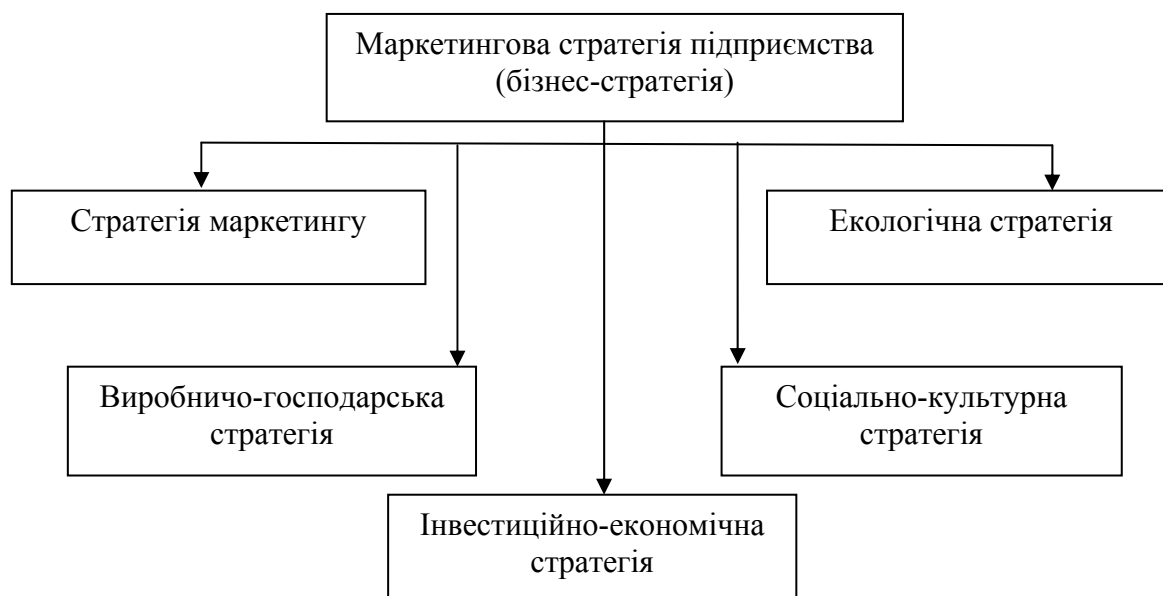 Маркетингова стратегія підприємства
(бізнес-стратегія)
Стратегія маркетингу
Екологічна стратегія
Виробничо-господарська
стратегія
Соціально-культурна
стратегія
Інвестиційно-економічна
стратегія